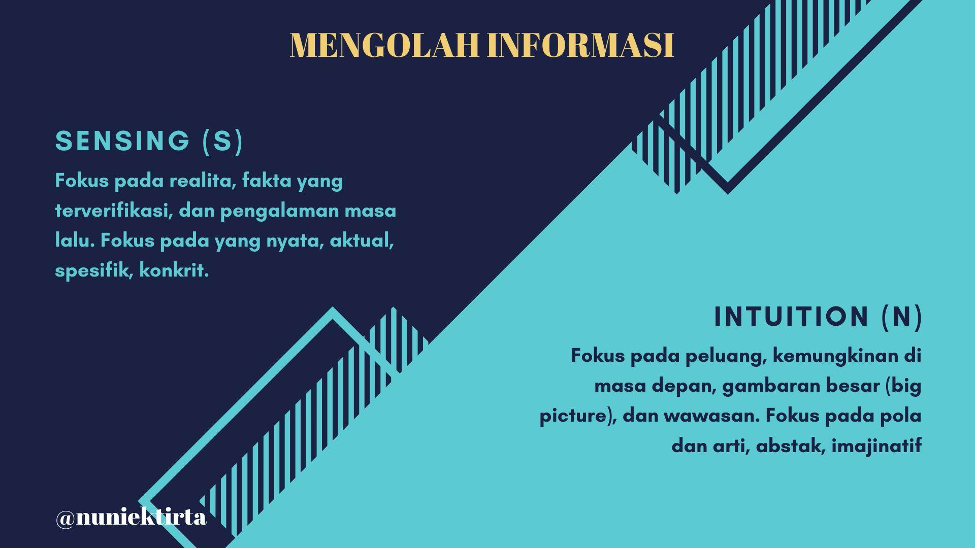 MENGOLAH INFORMASI
SENSING (S)
Fokus pada realita, fakta yang
terverifikasi, dan pengalaman masa
lalu. Fokus pada yang nyata, aktual,
spesifik, konkrit.
INTUITION (N)
Fokus pada peluang, kemungkinan di
masa depan, gambaran besar (big
picture), dan wawasan. Fokus pada pola
dan arti, abstak, imajinatif
@nuniektirta